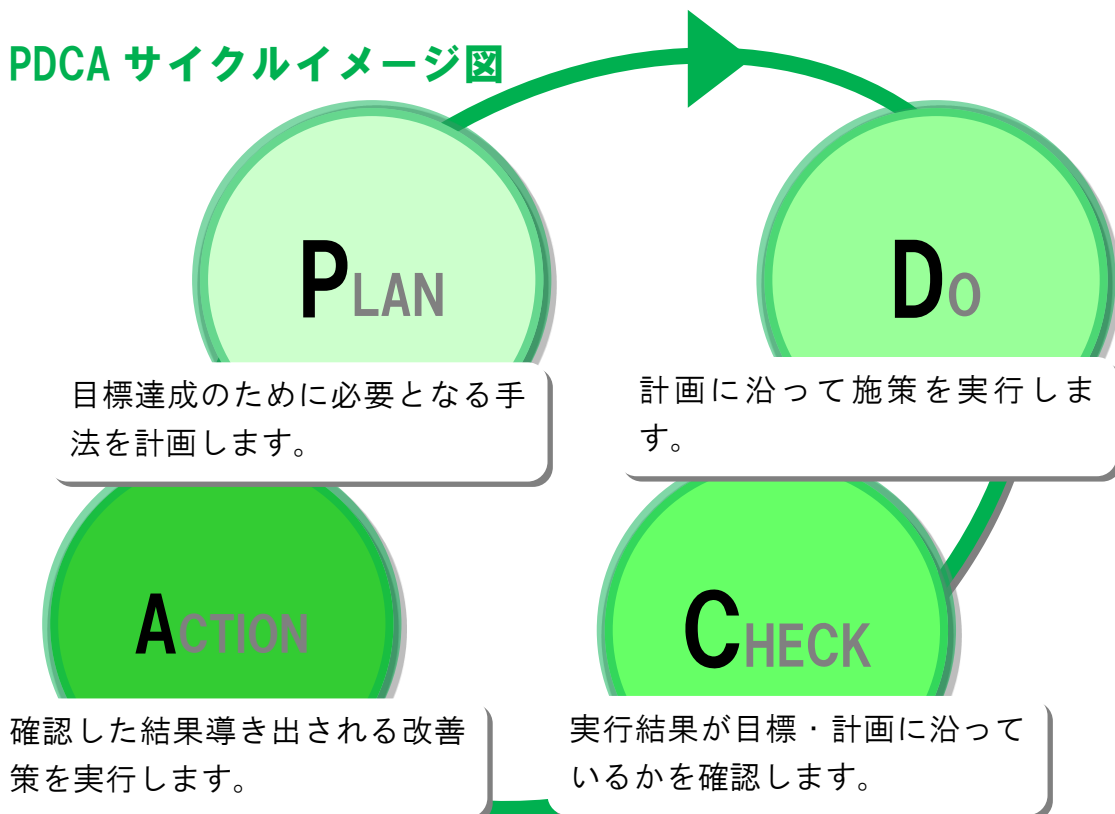 PDCA サイクルイメージ図
PLAN
目標達成のために必要となる手
法を計画します。
DO
計画に沿って施策を実行しま
す。
ACTION
確認した結果導き出される改善
策を実行します。
CHECK
実行結果が目標・計画に沿って
いるかを確認します。